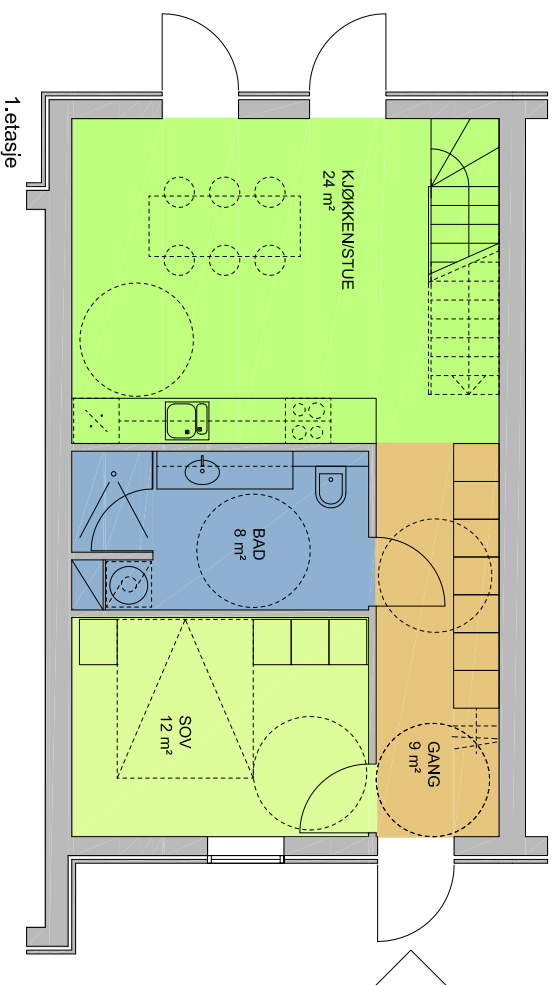 1.etasje
KJØKKEN/STUE
24 m²
BAD
8 m²
SOV
12 m²
GANG
9 m²